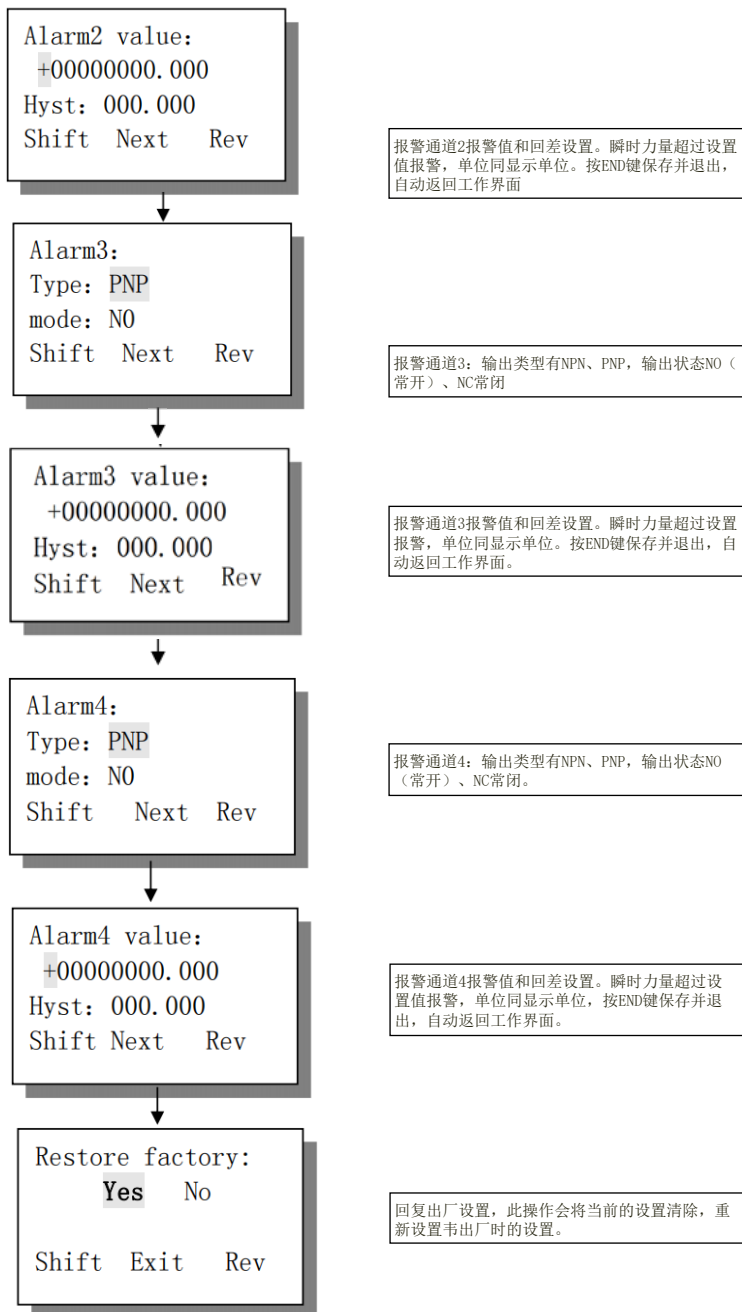 Alarm2 value:
+00000000.000
Hyst: 000.000
Shift Next Rev
报警通道2报警值和回差设置。瞬时力量超过设置
值报警，单位同显示单位。按END键保存并退出，
自动返回工作界面
Alarm3:
Type: PNP
mode: NO
Shift Next Rev
报警通道3: 输出类型有NPN、PNP，输出状态NO（
常开）、NC常闭
Alarm3 value:
+00000000.000
Hyst: 000.000
Shift Next Rev
报警通道3报警值和回差设置。瞬时力量超过设置
报警，单位同显示单位。按END键保存并退出，自
动返回工作界面。
Alarm4:
Type: PNP
mode: NO
Shift Next Rev
报警通道4: 输出类型有NPN、PNP，输出状态NO
（常开）、NC常闭。
Alarm4 value:
+00000000.000
Hyst: 000.000
Shift Next Rev
报警通道4报警值和回差设置。瞬时力量超过设
置值报警，单位同显示单位，按END键保存并退
出，自动返回工作界面。
Restore factory:
Yes No
Shift Exit Rev
回复出厂设置，此操作会将当前的设置清除，重
新设置韦出厂时的设置。